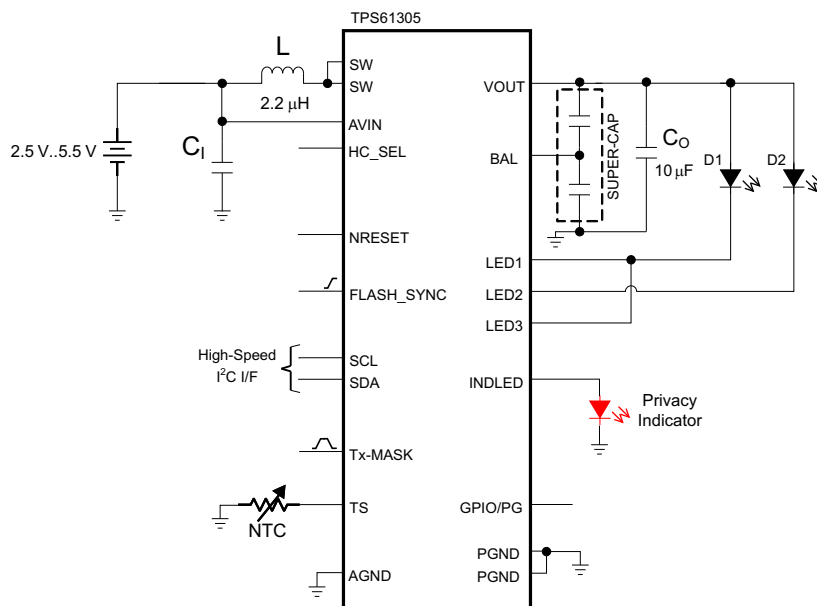 TPS61305
L
2.2 μH
SW
SW
AVIN
HC_SEL
2.5 V..5.5 V
C_I
NRESET
FLASH_SYNC
High-Speed
I²C I/F
SCL
SDA
Tx-MASK
TS
NTC
AGND
VOUT
BAL
SUPER-CAP
C_O
10 μF
D1
D2
LED1
LED2
LED3
INDLED
Privacy
Indicator
GPIO/PG
PGND
PGND